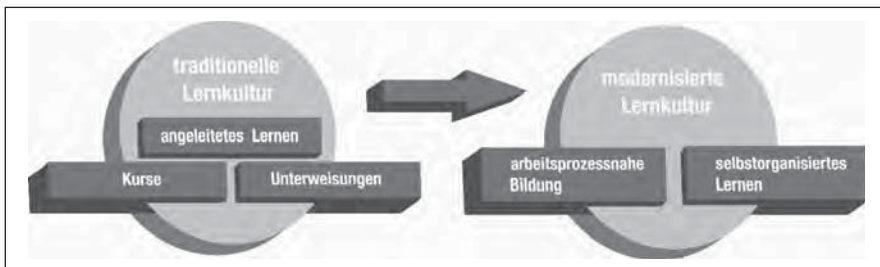 traditionelle
Lernkultur
angeleitetes Lernen
Kurse
Unterweisungen
modernisierte
Lernkultur
arbeitsprozessnahe
Bildung
selbstorganisiertes
Lernen